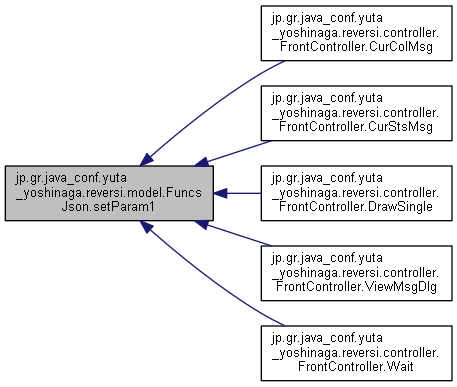 jp.gr.java_conf.yuta
_yoshinaga.reversi.controller.
FrontController.CurColMsg
jp.gr.java_conf.yuta
_yoshinaga.reversi.controller.
FrontController.CurStsMsg
jp.gr.java_conf.yuta
_yoshinaga.reversi.model.Funcs
Json.setParam1
jp.gr.java_conf.yuta
_yoshinaga.reversi.controller.
FrontController.DrawSingle
jp.gr.java_conf.yuta
_yoshinaga.reversi.controller.
FrontController.ViewMsgDlg
jp.gr.java_conf.yuta
_yoshinaga.reversi.controller.
FrontController.Wait